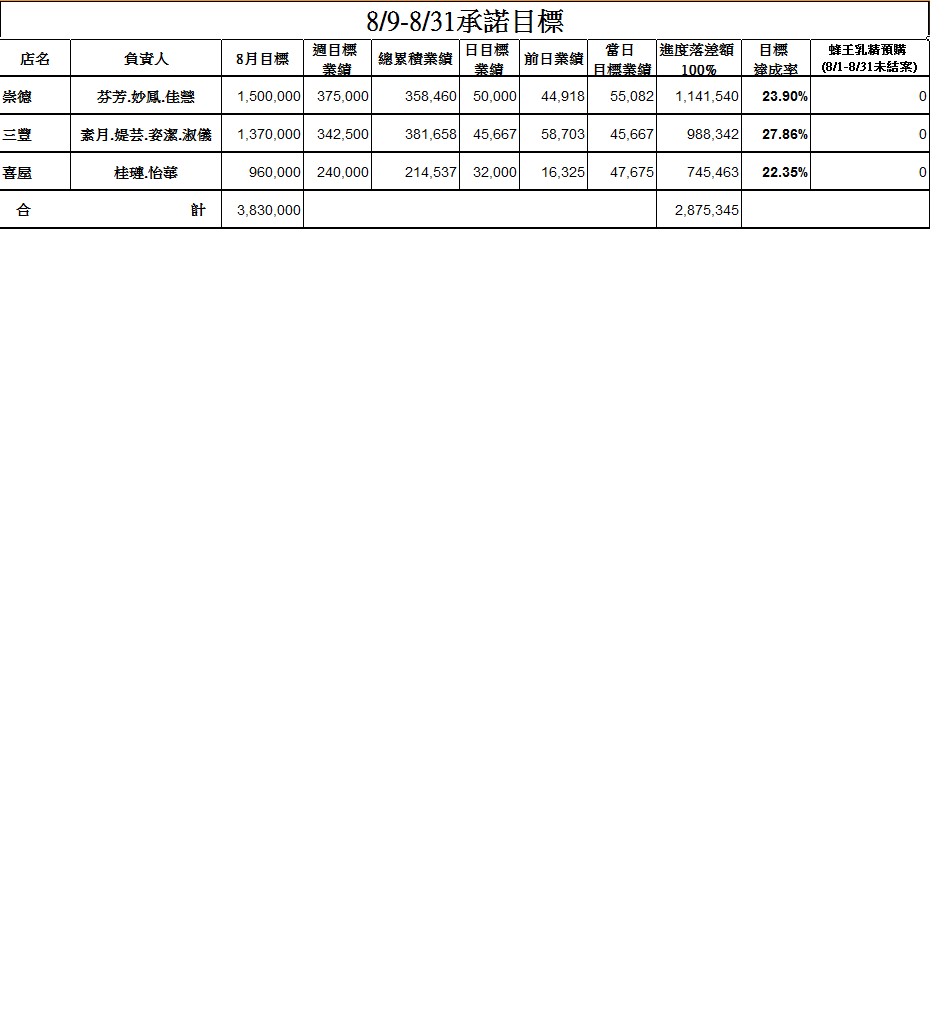 8/9-8/31承諾目標
店名 負責人 8月目標 週目標 業績 總累積業績 日目標 業績 前日業績 當日 目標業績 進度落差額 100% 目標 達成率 蜂王乳精預購 (8/1-8/31未結案)
崇德 芬芳.妙鳳.佳慧 1,500,000 375,000 358,460 50,000 44,918 55,082 1,141,540 23.90% 0
三豐 素月.媞芸.姿潔.淑儀 1,370,000 342,500 381,658 45,667 58,703 45,667 988,342 27.86% 0
喜屋 桂璉.怡華 960,000 240,000 214,537 32,000 16,325 47,675 745,463 22.35% 0
合 計 3,830,000 2,875,345